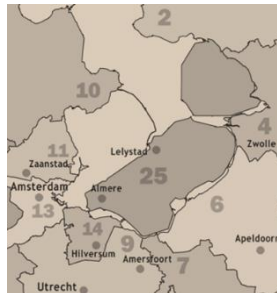 2
10
4
Zwolle
11
Lelystad
Zaanstad
25
Amsterdam
Almere
13
6
14
9
Apeldoorn
Hilversum
Amersfoort
7
Utrecht